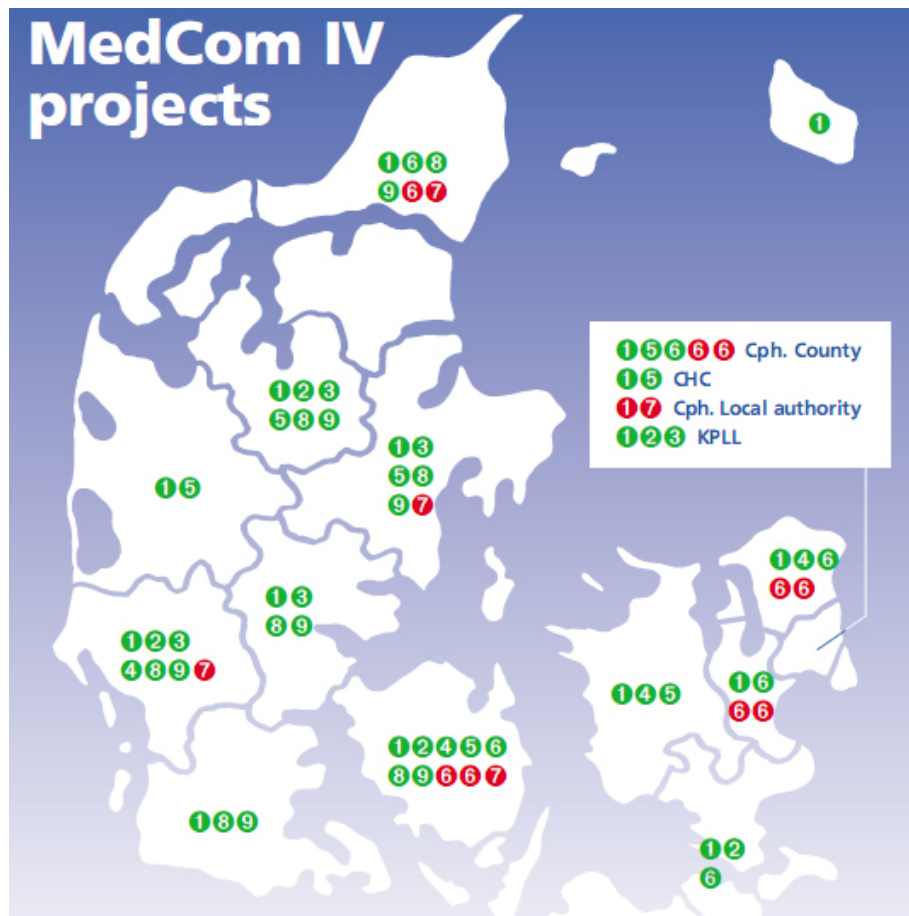 MedCom IV
projects
1
1 6 8
9 6 7
1 5 6 6 6 Cph. County
1 5 CHC
1 7 Cph. Local authority
1 2 3 KPLL
1 2 3
5 8 9
1 3
5 8
9 7
1 5
1 4 6
6 6
1 3
8 9
1 2 3
4 8 9 7
1 6
6 6
1 4 5
1 2 4 5 6
8 9 6 6 7
1 8 9
1 2
6